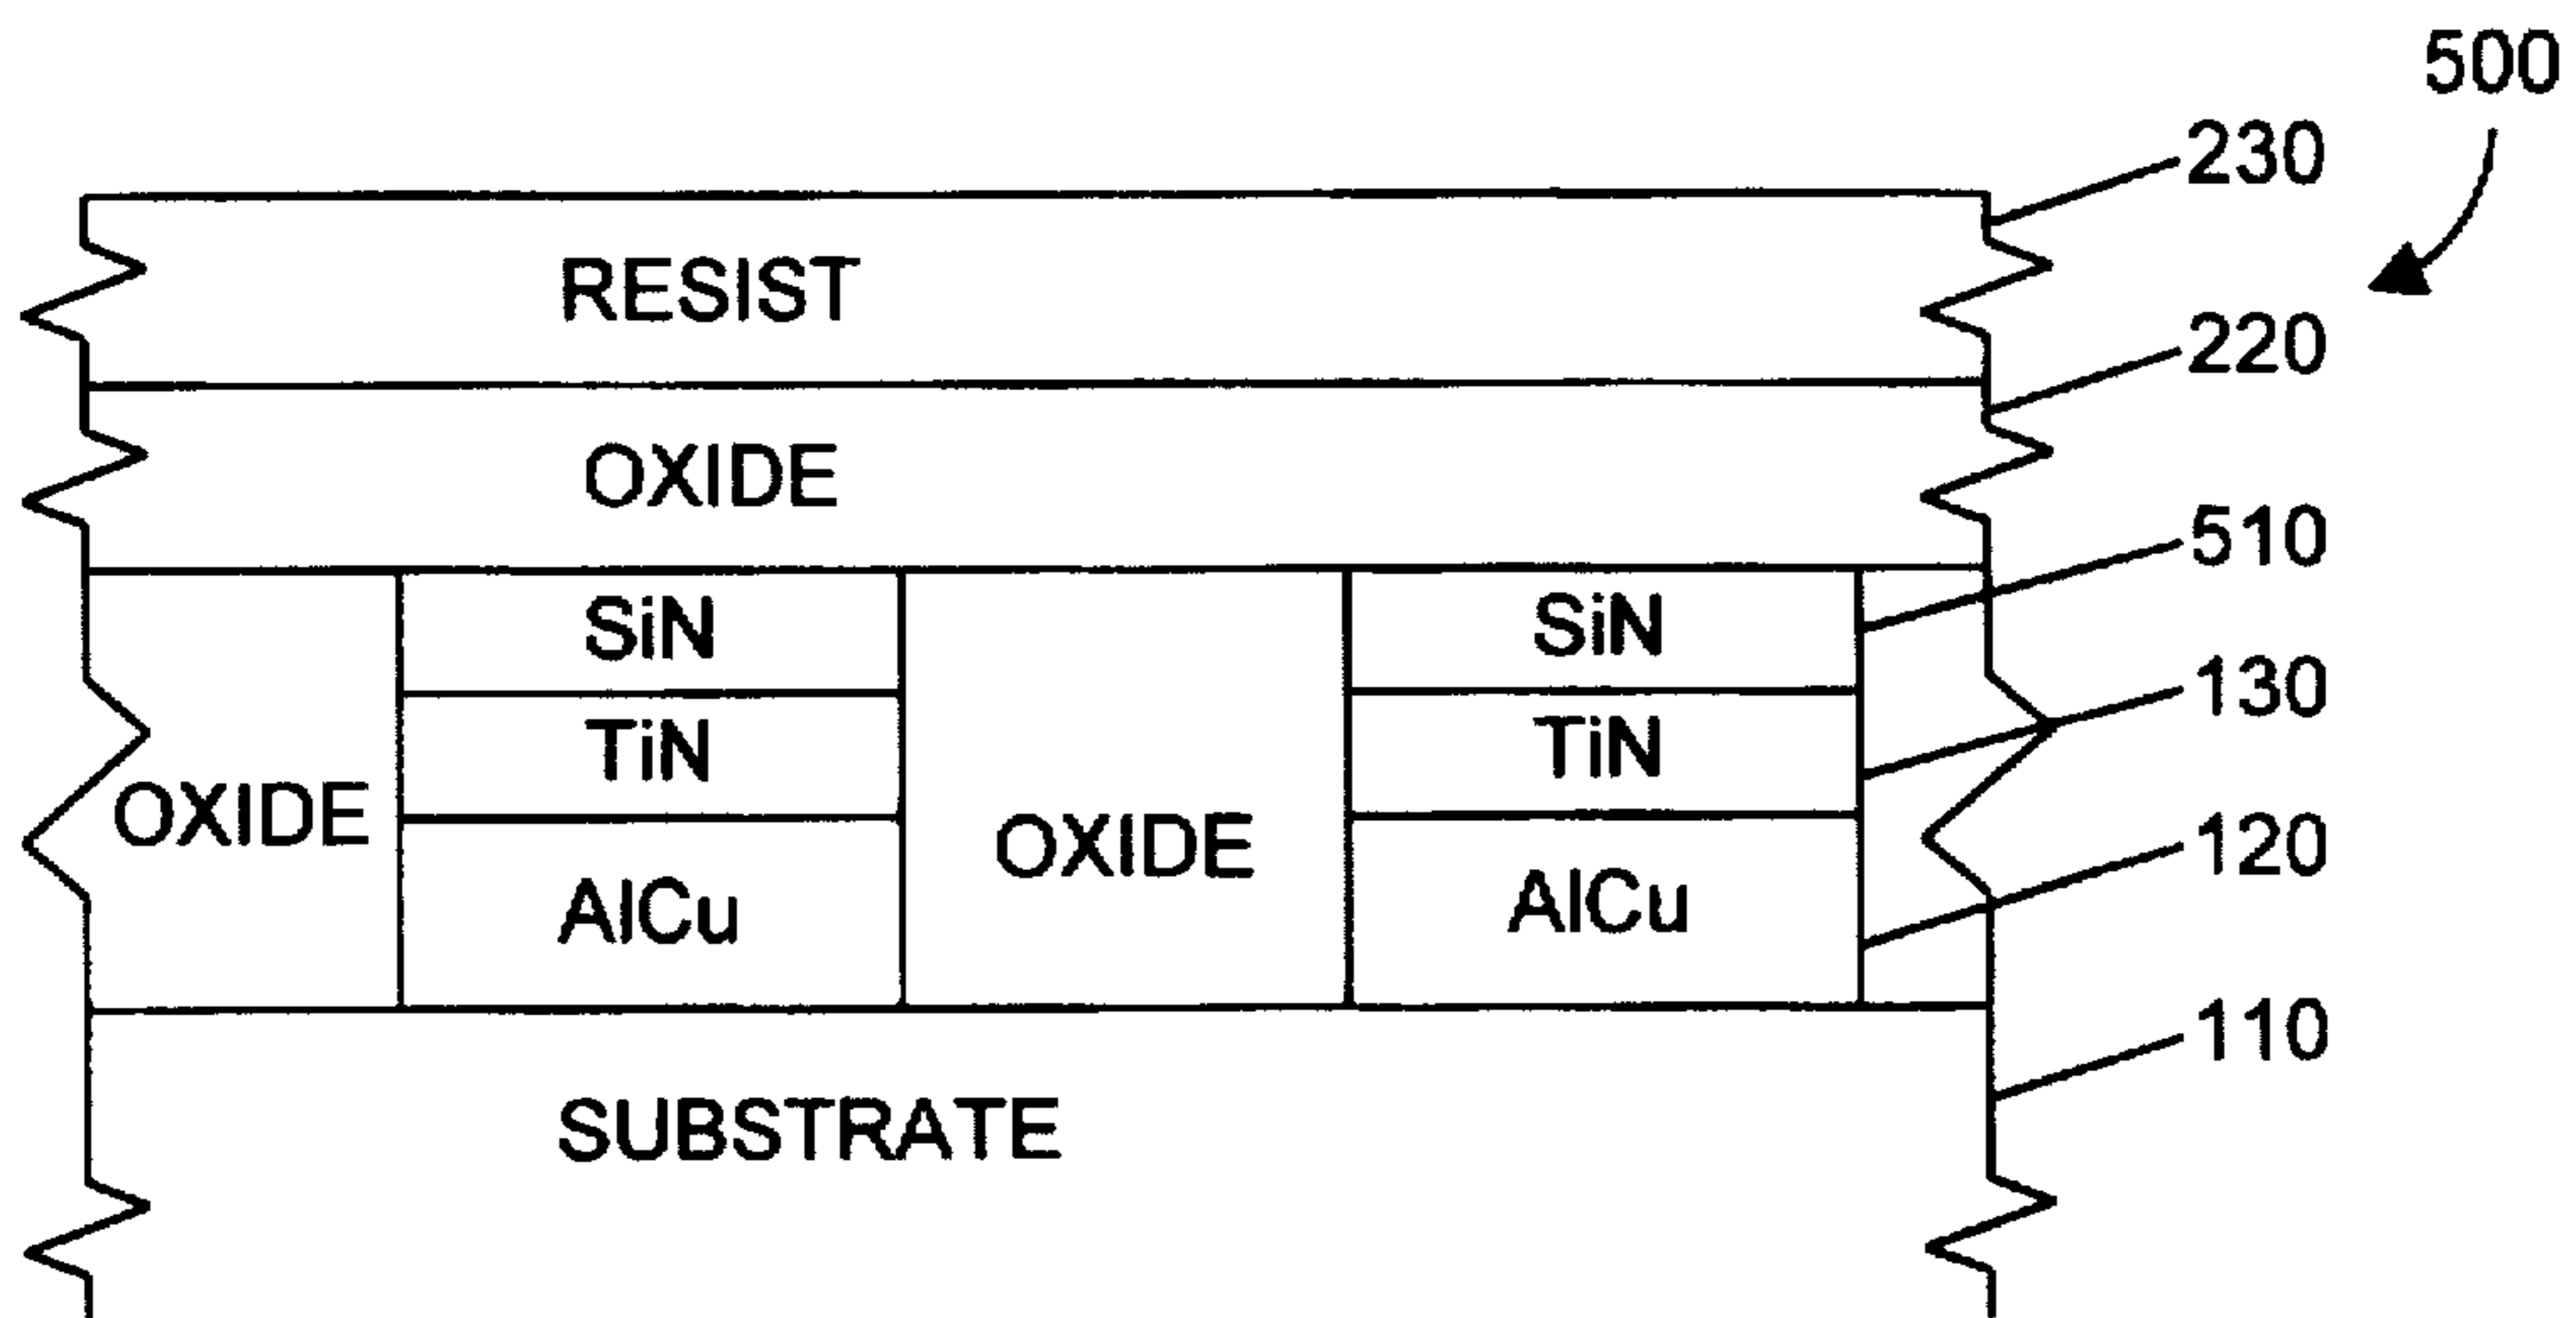 500
230
RESIST
220
OXIDE
510
SiN SiN
130
TiN TiN
OXIDE OXIDE
120
AlCu AlCu
110
SUBSTRATE